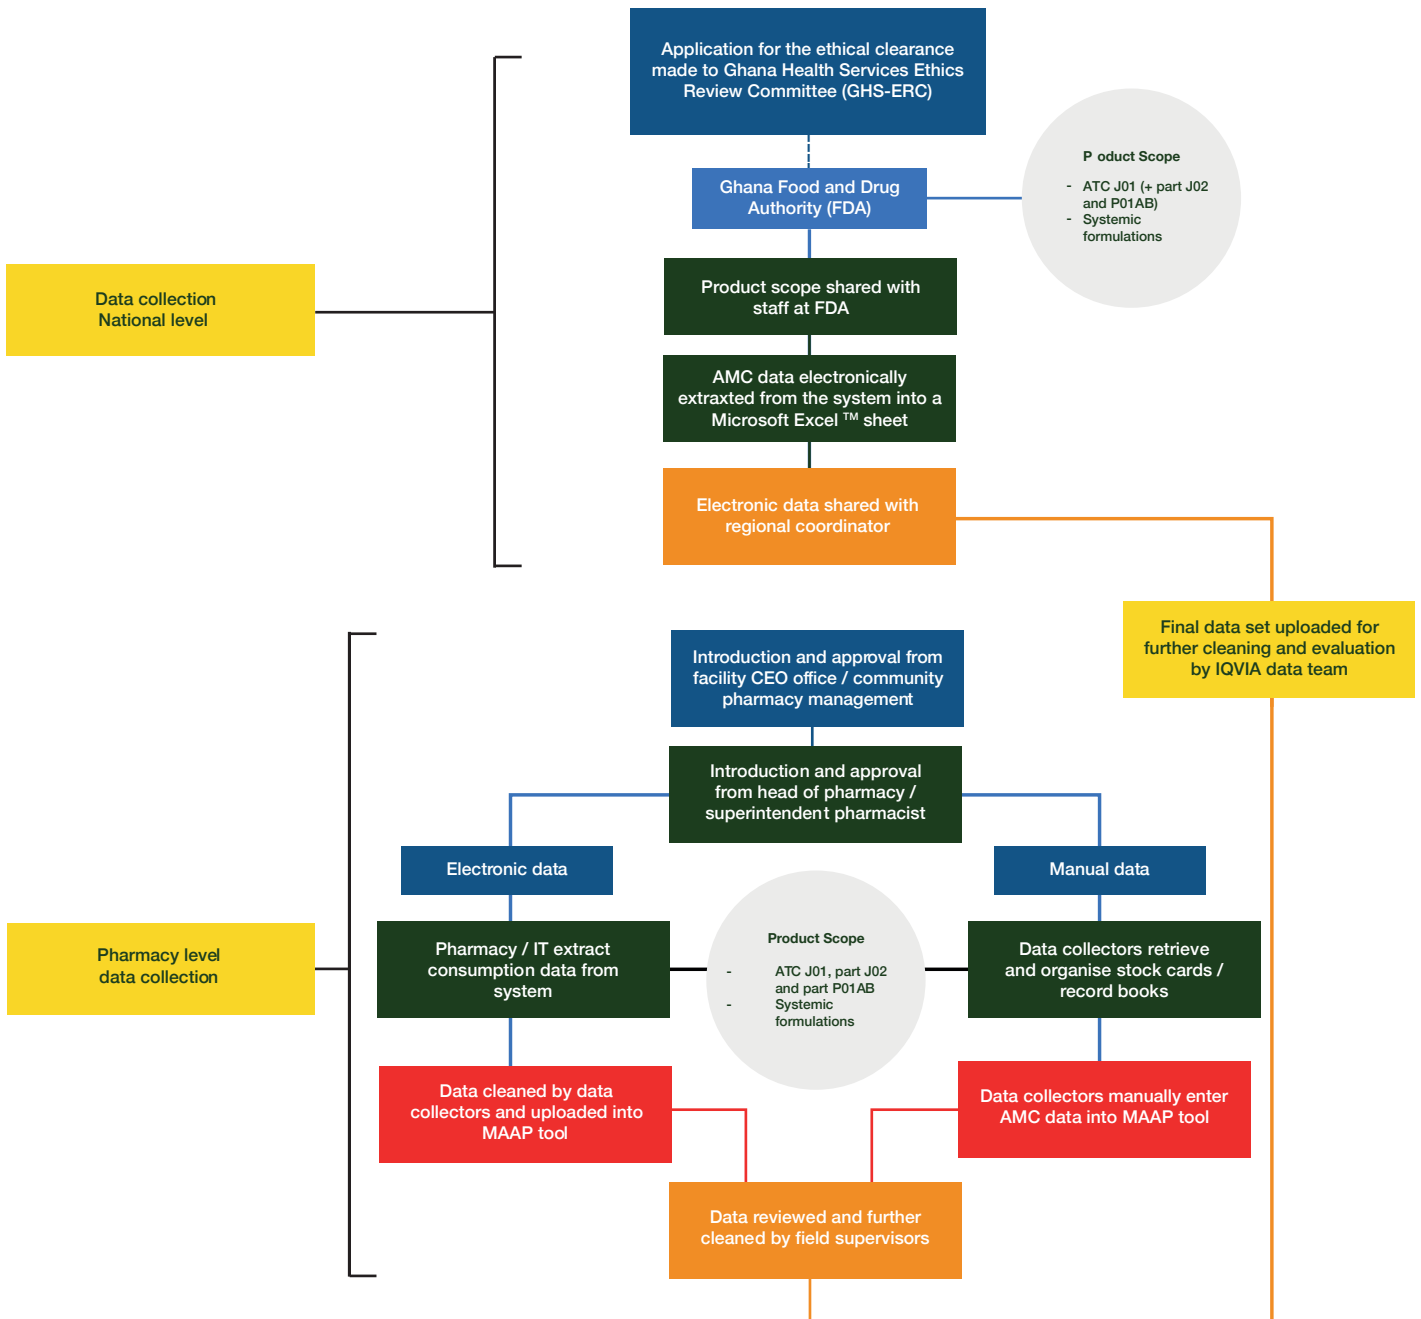 Application for the ethical clearance
made to Ghana Health Services Ethics
Review Committee (GHS-ERC)
P oduct Scope
- ATC J01 (+ part J02
and P01AB)
- Systemic
formulations
Ghana Food and Drug
Authority (FDA)
Product scope shared with
staff at FDA
Data collection
National level
AMC data electronically
extraxted from the system into a
Microsoft Excel ™ sheet
Electronic data shared with
regional coordinator
Final data set uploaded for
further cleaning and evaluation
by IQVIA data team
Introduction and approval from
facility CEO office / community
pharmacy management
Introduction and approval
from head of pharmacy /
superintendent pharmacist
Electronic data
Manual data
Pharmacy level
data collection
Pharmacy / IT extract
consumption data from
system
Product Scope
- ATC J01, part J02
and part P01AB
- Systemic
formulations
Data collectors retrieve
and organise stock cards /
record books
Data cleaned by data
collectors and uploaded into
MAAP tool
Data collectors manually enter
AMC data into MAAP tool
Data reviewed and further
cleaned by field supervisors